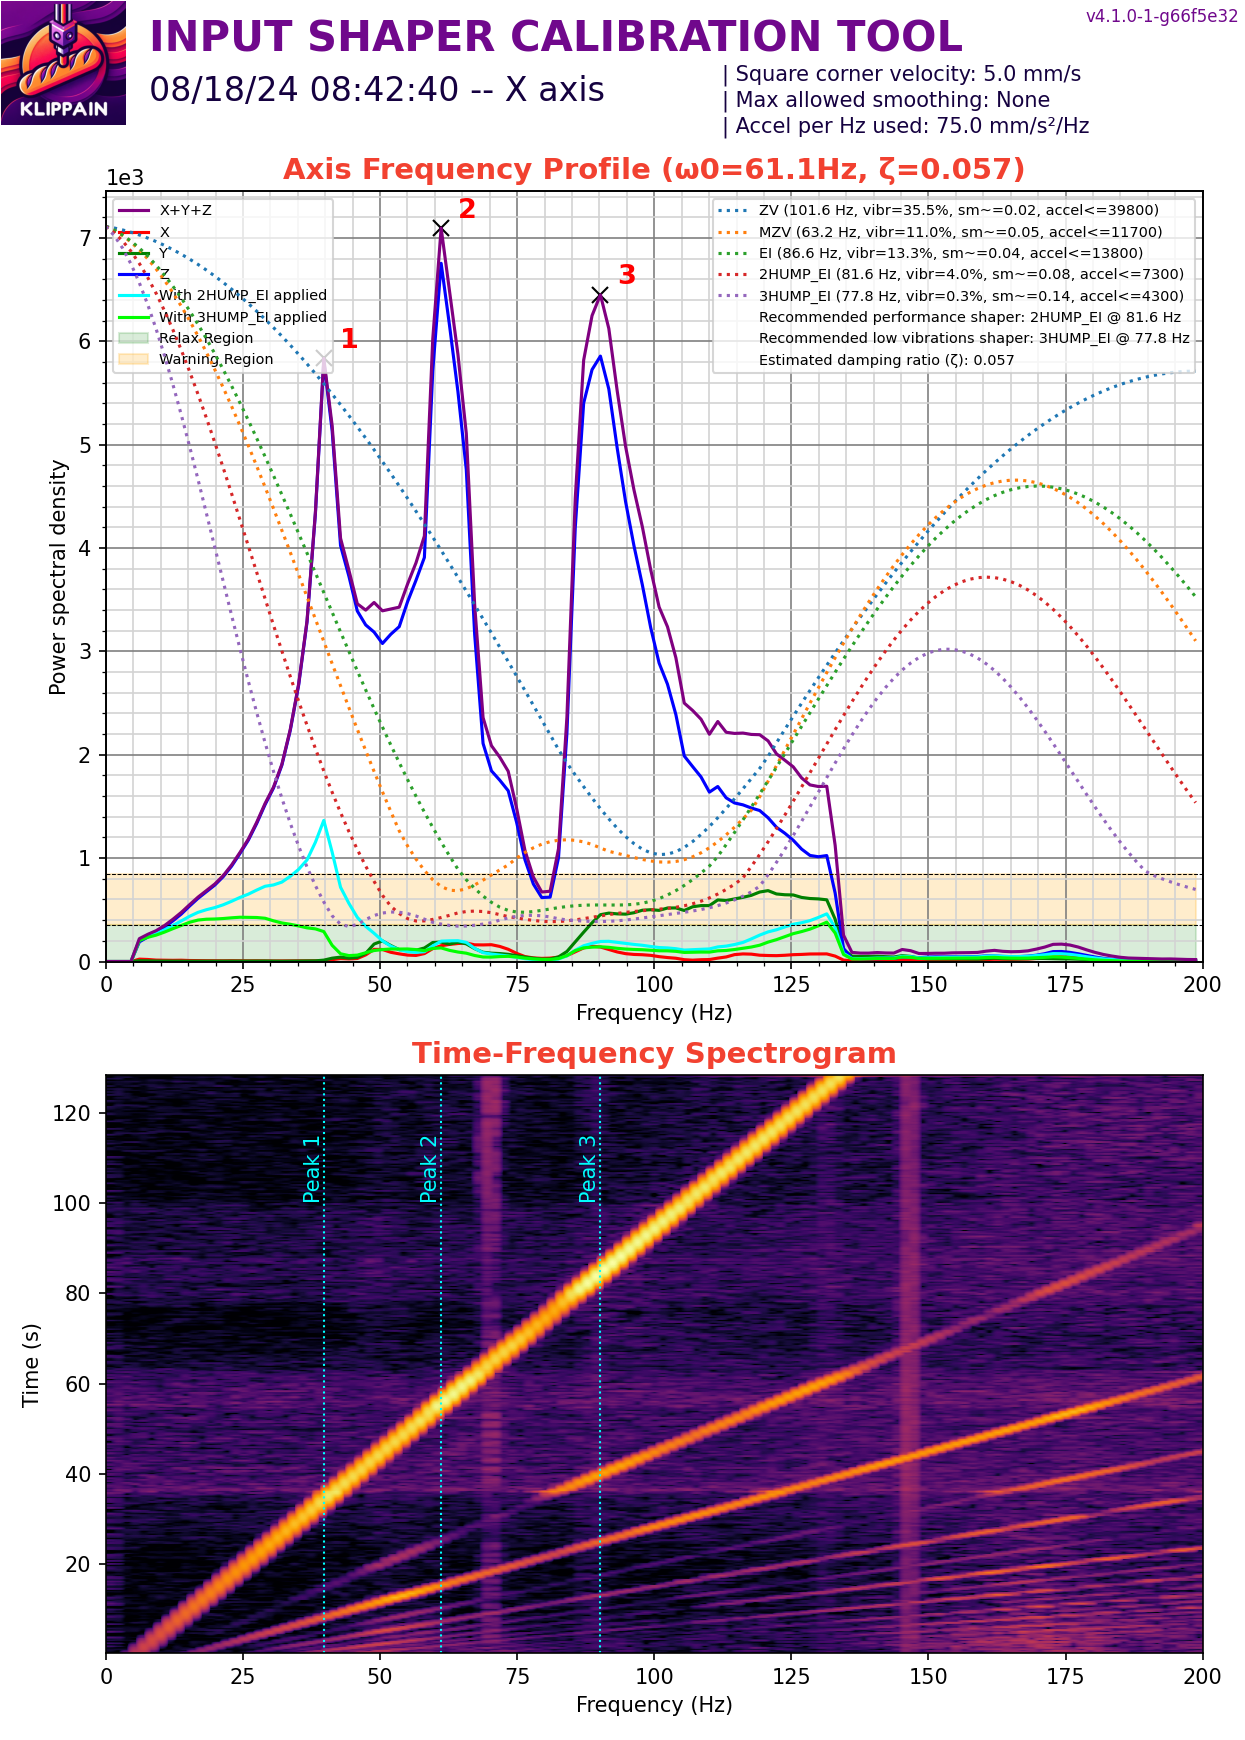 v4.1.0-1-g66f5e32
INPUT SHAPER CALIBRATION TOOL
08/18/24 08:42:40 -- X axis
| Square corner velocity: 5.0 mm/s
| Max allowed smoothing: None
| Accel per Hz used: 75.0 mm/s²/Hz
KLIPPAIN
Axis Frequency Profile (ω0=61.1Hz, ζ=0.057)
1e3
X+Y+Z
X
Y
Z
With 2HUMP_EI applied
With 3HUMP_EI applied
Relax Region
Warning Region
1
2
3
ZV (101.6 Hz, vibr=35.5%, sm~=0.02, accel<=39800)
MZV (63.2 Hz, vibr=11.0%, sm~=0.05, accel<=11700)
EI (86.6 Hz, vibr=13.3%, sm~=0.04, accel<=13800)
2HUMP_EI (81.6 Hz, vibr=4.0%, sm~=0.08, accel<=7300)
3HUMP_EI (77.8 Hz, vibr=0.3%, sm~=0.14, accel<=4300)
Recommended performance shaper: 2HUMP_EI @ 81.6 Hz
Recommended low vibrations shaper: 3HUMP_EI @ 77.8 Hz
Estimated damping ratio (ζ): 0.057
7
6
5
4
3
2
1
0
Power spectral density
0 25 50 75 100 125 150 175 200
Frequency (Hz)
Time-Frequency Spectrogram
120
100
80
60
40
20
Time (s)
Peak 1
Peak 2
Peak 3
0 25 50 75 100 125 150 175 200
Frequency (Hz)